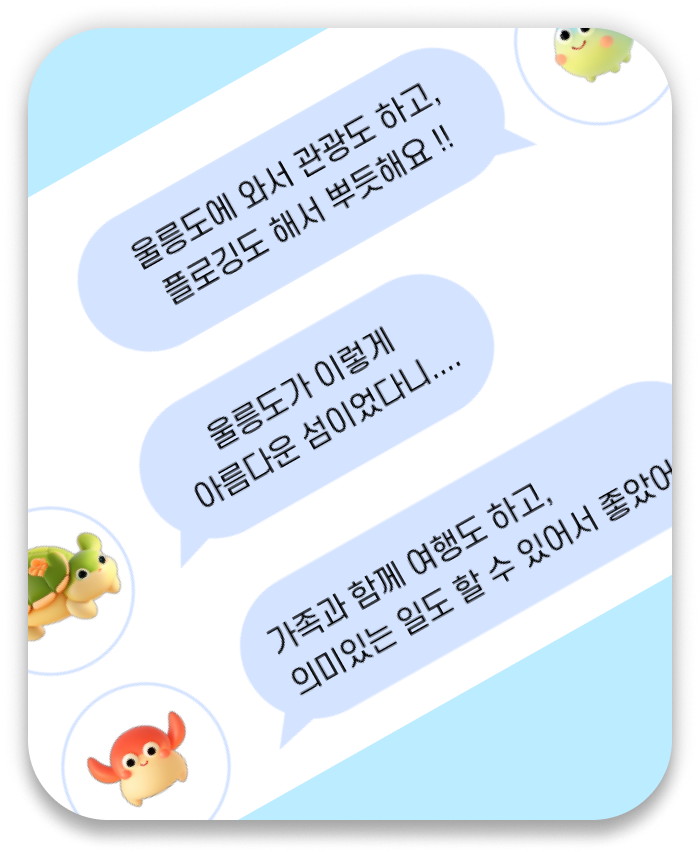 울릉도에 와서 관광도 하고,
플로깅도 해서 뿌듯해요 !!
울릉도가 이렇게
아름다운 섬이었다니....
가족과 함께 여행도 하고,
의미있는 일도 할 수 있어서 좋았어